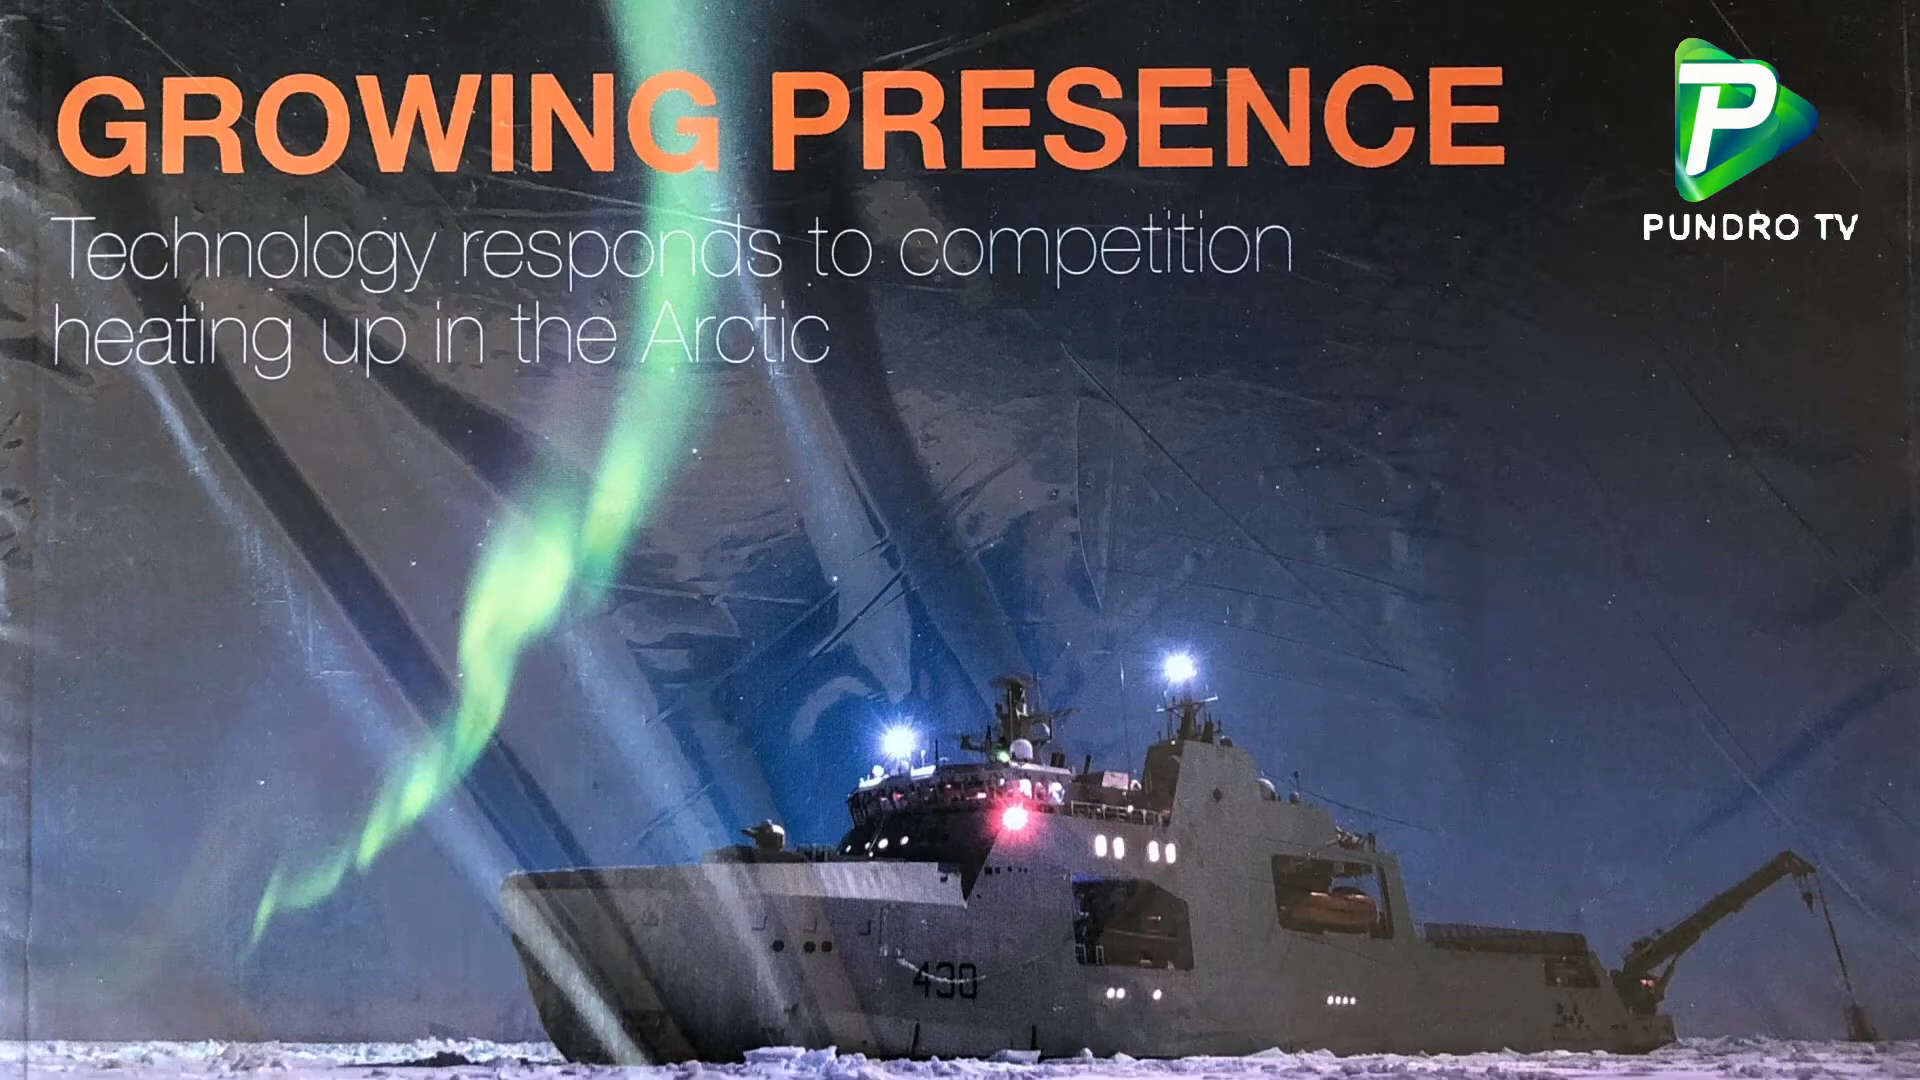 GROWING PRESENCE
Technology responds to competition
heating up in the Arctic
PUNDRO TV
430